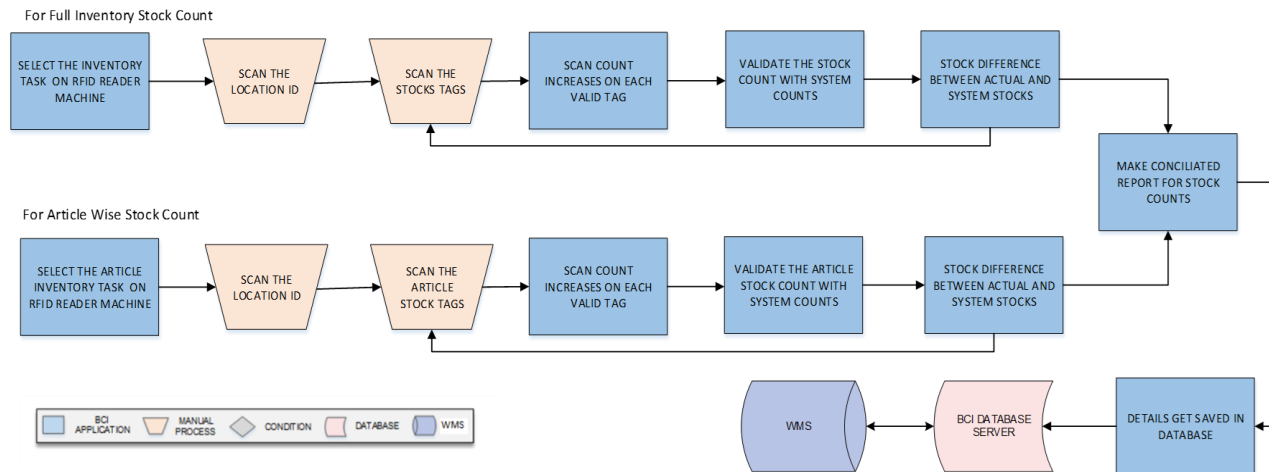 For Full Inventory Stock Count
SELECT THE INVENTORY
TASK ON RFID READER
MACHINE
SCAN THE
LOCATION ID
SCAN THE
STOCKS TAGS
SCAN COUNT
INCREASES ON EACH
VALID TAG
VALIDATE THE STOCK
COUNT WITH SYSTEM
COUNTS
STOCK DIFFERENCE
BETWEEN ACTUAL AND
SYSTEM STOCKS
MAKE CONCILIATED
REPORT FOR STOCK
COUNTS
For Article Wise Stock Count
SELECT THE ARTICLE
INVENTORY TASK ON
RFID READER MACHINE
SCAN THE
LOCATION ID
SCAN THE
ARTICLE
STOCK TAGS
SCAN COUNT
INCREASES ON EACH
VALID TAG
VALIDATE THE ARTICLE
STOCK COUNT WITH
SYSTEM COUNTS
STOCK DIFFERENCE
BETWEEN ACTUAL AND
SYSTEM STOCKS
WMS
BCI DATABASE
SERVER
DETAILS GET SAVED IN
DATABASE
BCI
APPLICATION
MANUAL
PROCESS
CONDITION
DATABASE
WMS